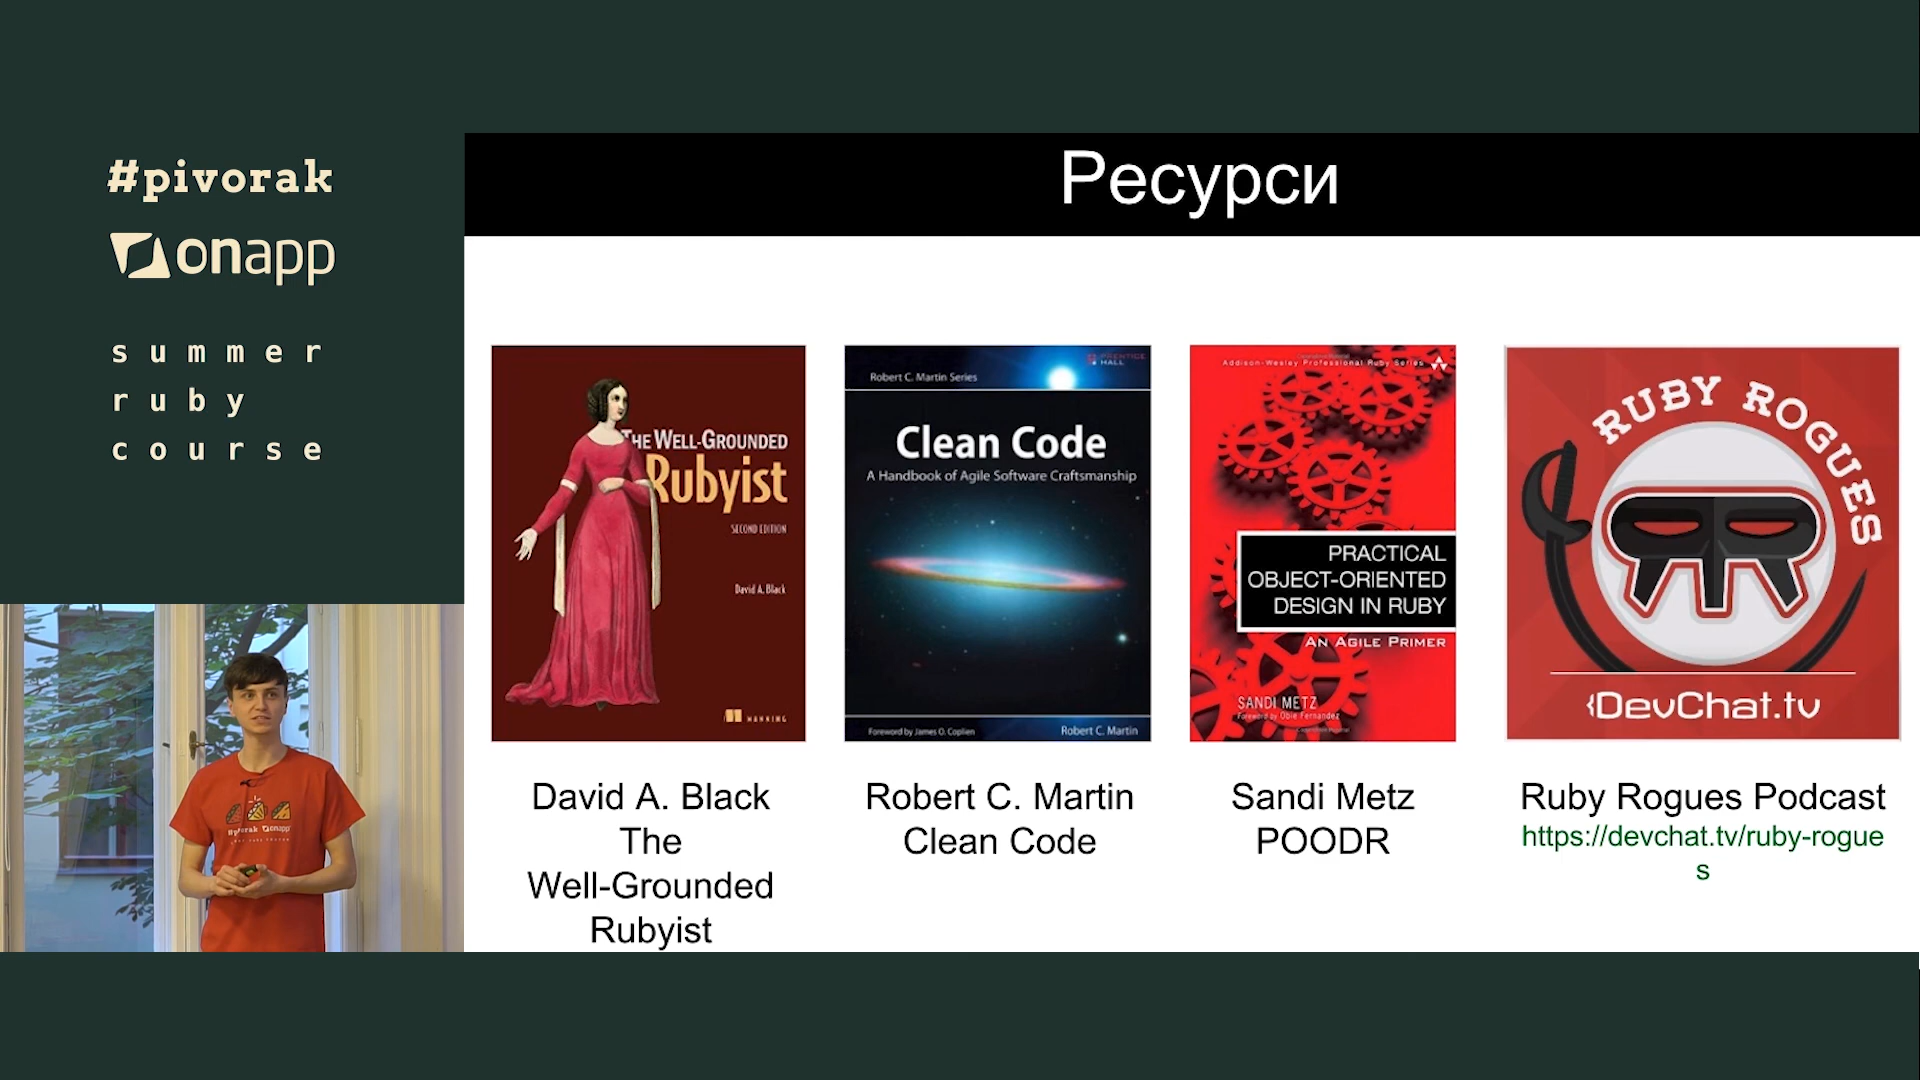 #pivorak
onapp
summer
ruby
course
Ресурси
THE WELL-GROUNDED
Rubyist
SECOND EDITION
David A. Black
MANNING
PRENTICE
HALL
Robert C. Martin Series
Clean Code
A Handbook of Agile Software Craftsmanship
Foreword by James O. Coplien
Robert C. Martin
Addison-Wesley Professional Ruby Series
PRACTICAL
OBJECT-ORIENTED
DESIGN IN RUBY
AN AGILE PRIMER
SANDI METZ
Foreword by Obie Fernandez
RUBY ROGUES
{DevChat.tv
David A. Black
The
Well-Grounded
Rubyist
Robert C. Martin
Clean Code
Sandi Metz
POODR
Ruby Rogues Podcast
https://devchat.tv/ruby-rogue
s
#pivorak onapp